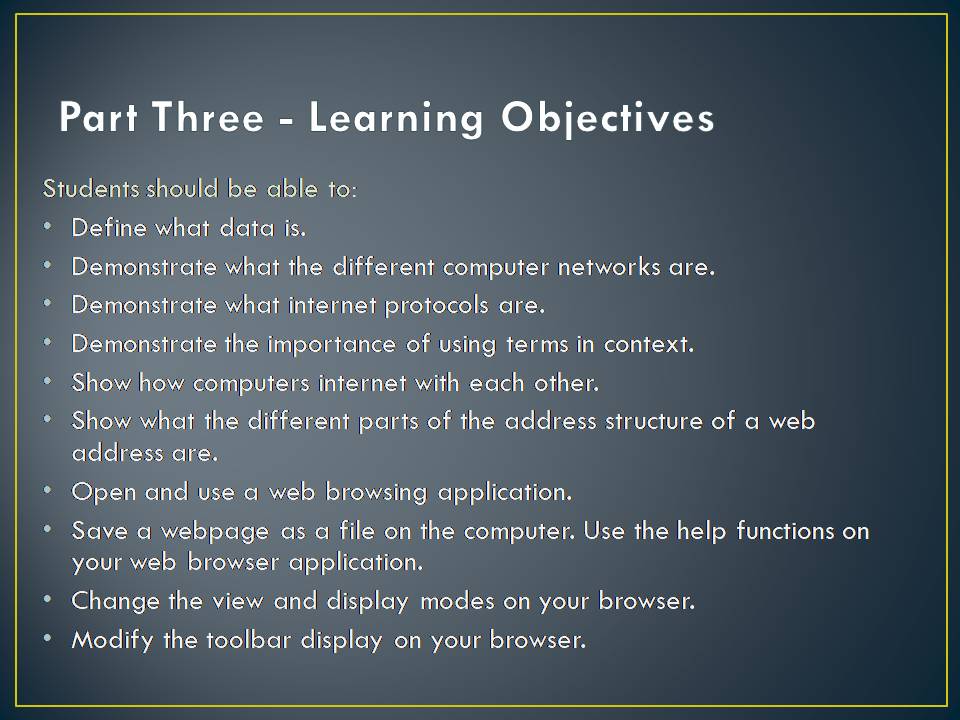 Part Three - Learning Objectives
Students should be able to:
• Define what data is.
• Demonstrate what the different computer networks are.
• Demonstrate what internet protocols are.
• Demonstrate the importance of using terms in context.
• Show how computers internet with each other.
• Show what the different parts of the address structure of a web
address are.
• Open and use a web browsing application.
• Save a webpage as a file on the computer. Use the help functions on
your web browser application.
• Change the view and display modes on your browser.
• Modify the toolbar display on your browser.